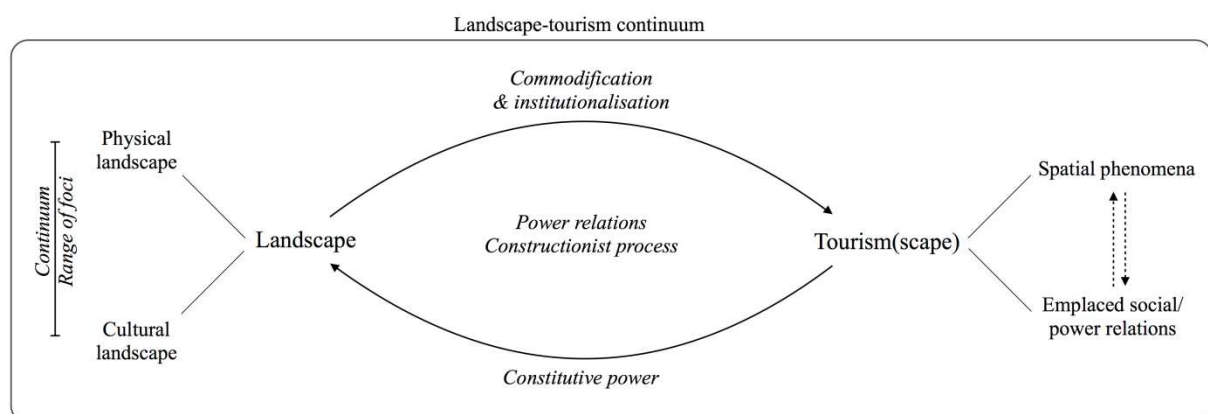 Landscape-tourism continuum
Commodification
& institutionalisation
Physical
landscape
Continuum
Range of foci
Landscape
Cultural
landscape
Power relations
Constructionist process
Tourism(scape)
Spatial phenomena
Emplaced social/
power relations
Constitutive power